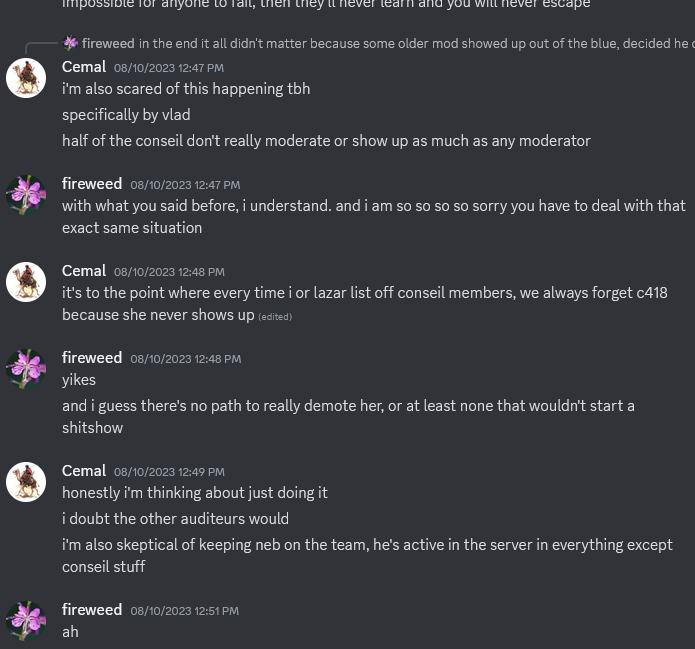 impossible for anyone to fail, then they'll never learn and you will never escape
fireweed in the end it all didn't matter because some older mod showed up out of the blue, decided he
Cemal 08/10/2023 12:47 PM
i'm also scared of this happening tbh
specifically by vlad
half of the conseil don't really moderate or show up as much as any moderator
fireweed 08/10/2023 12:47 PM
with what you said before, i understand. and i am so so so so sorry you have to deal with that
exact same situation
Cemal 08/10/2023 12:48 PM
it's to the point where every time i or lazar list off conseil members, we always forget c418
because she never shows up (edited)
fireweed 08/10/2023 12:48 PM
yikes
and i guess there's no path to really demote her, or at least none that wouldn't start a
shitshow
Cemal 08/10/2023 12:49 PM
honestly i'm thinking about just doing it
i doubt the other auditeurs would
i'm also skeptical of keeping neb on the team, he's active in the server in everything except
conseil stuff
fireweed 08/10/2023 12:51 PM
ah